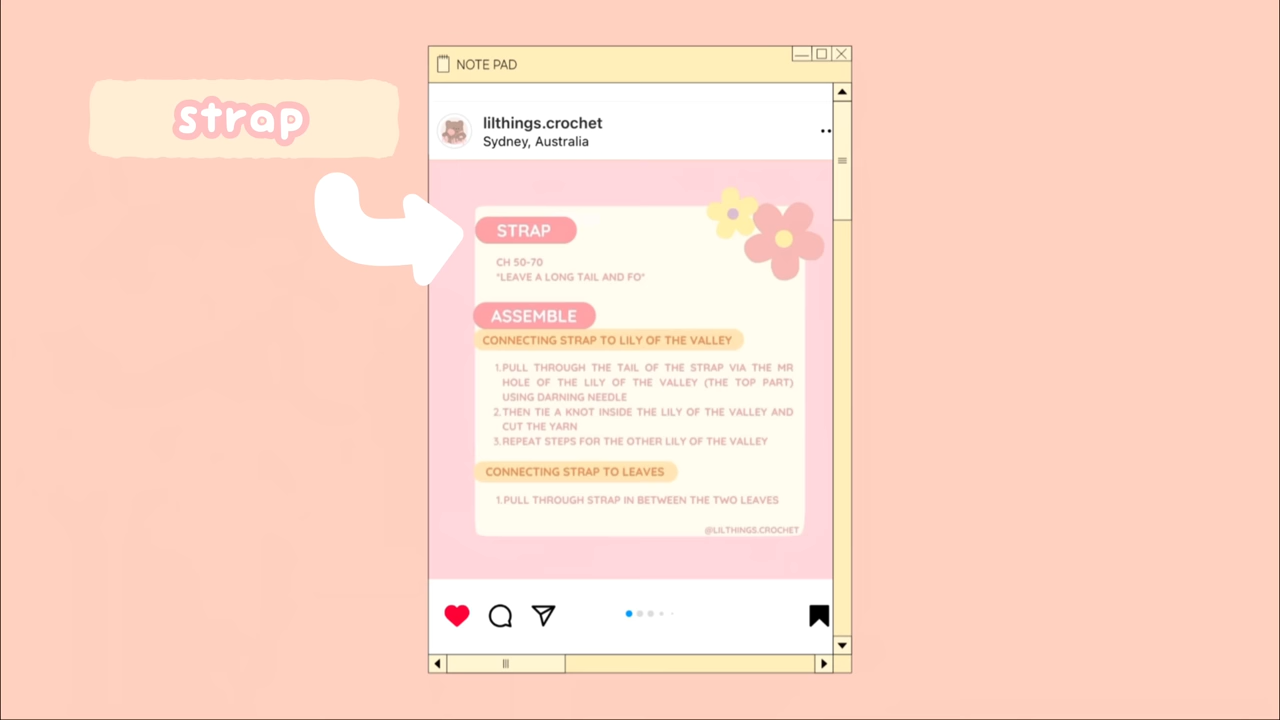 strap
NOTE PAD
lilthings.crochet
Sydney, Australia
STRAP
CH 50-70
*LEAVE A LONG TAIL AND FO*
ASSEMBLE
CONNECTING STRAP TO LILY OF THE VALLEY
1. PULL THROUGH THE TAIL OF THE STRAP VIA THE MR
HOLE OF THE LILY OF THE VALLEY (THE TOP PART)
USING DARNING NEEDLE
2. THEN TIE A KNOT INSIDE THE LILY OF THE VALLEY AND
CUT THE YARN
3. REPEAT STEPS FOR THE OTHER LILY OF THE VALLEY
CONNECTING STRAP TO LEAVES
1. PULL THROUGH STRAP IN BETWEEN THE TWO LEAVES
@LILTHINGS.CROCHET